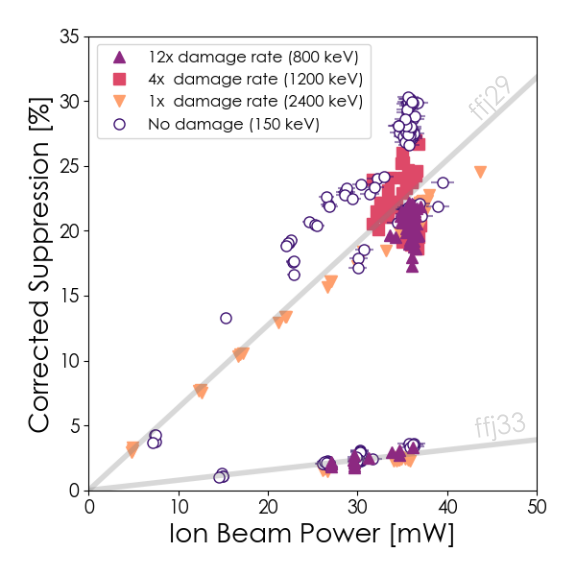 35
30
25
20
15
10
5
0
Corrected Suppression [%]
12x damage rate (800 keV)
4x damage rate (1200 keV)
1x damage rate (2400 keV)
No damage (150 keV)
ffj29
ffj33
0 10 20 30 40 50
Ion Beam Power [mW]